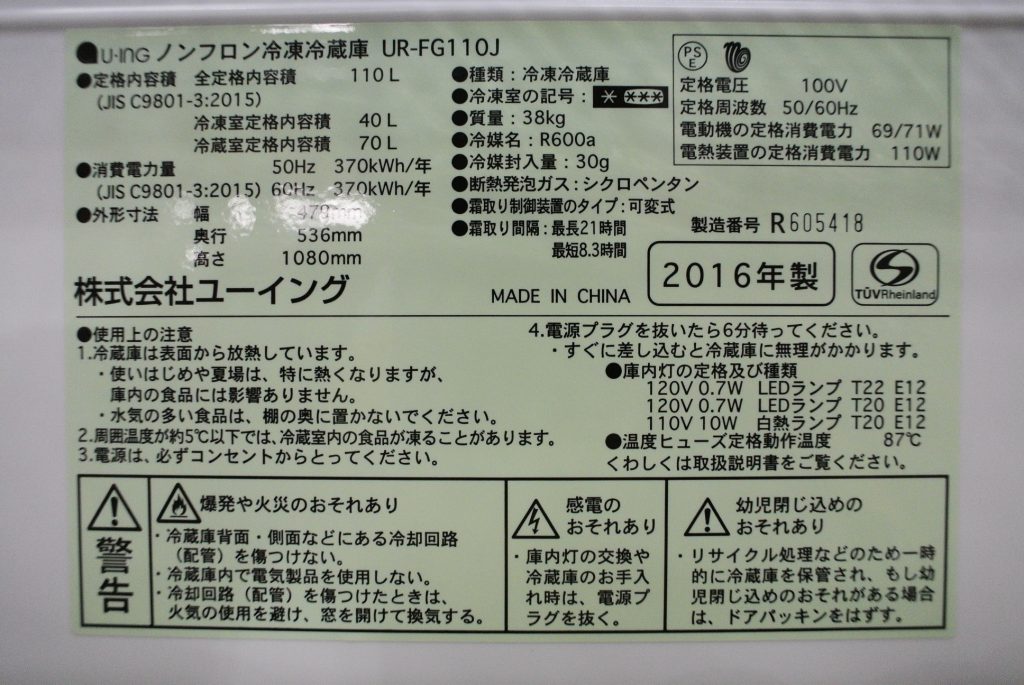 U-ING ノンフロン冷凍冷蔵庫 UR-FG110J
●定格内容積 全定格内容積 110L
(JIS C9801-3:2015)
冷凍室定格内容積 40L
冷蔵室定格内容積 70L
●消費電力量 50Hz 370kWh/年
(JIS C9801-3:2015) 60Hz 370kWh/年
●外形寸法 幅
奥行 536mm
高さ 1080mm
株式会社ユーイング
●種類:冷凍冷蔵庫
●冷凍室の記号:
●質量:38kg
●冷媒名:R600a
●冷媒封入量:30g
●断熱発泡ガス:シクロペンタン
●霜取り制御装置のタイプ:可変式
●霜取り間隔:最長21時間
最短8.3時間
MADE IN CHINA
PSE
定格電圧 100V
定格周波数 50/60Hz
電動機の定格消費電力 69/71W
電熱装置の定格消費電力 110W
製造番号 R605418
2016年製
TÜVRheinland
●使用上の注意
1.冷蔵庫は表面から放熱しています。
・使いはじめや夏場は、特に熱くなりますが、
庫内の食品には影響ありません。
・水気の多い食品は、棚の奥に置かないでください。
2.周囲温度が約5℃以下では、冷蔵室内の食品が凍ることがあります。
3.電源は、必ずコンセントからとってください。
4.電源プラグを抜いたら6分待ってください。
・すぐに差し込むと冷蔵庫に無理がかかります。
●庫内灯の定格及び種類
120V 0.7W LEDランプ T22 E12
120V 0.7W LEDランプ T20 E12
110V 10W 白熱ランプ T20 E12
●温度ヒューズ定格動作温度 87℃
くわしくは取扱説明書をご覧ください。
警告
爆発や火災のおそれあり
・冷蔵庫背面・側面などにある冷却回路
(配管)を傷つけない。
・冷蔵庫内で電気製品を使用しない。
・冷却回路(配管)を傷つけたときは、
火気の使用を避け、窓を開けて換気する。
感電の
おそれあり
・庫内灯の交換や
冷蔵庫のお手入
れ時は、電源プ
ラグを抜く。
幼児閉じ込めの
おそれあり
・リサイクル処理などのため一時
的に冷蔵庫を保管され、もし幼
児閉じ込めのおそれがある場合
は、ドアパッキンをはずす。